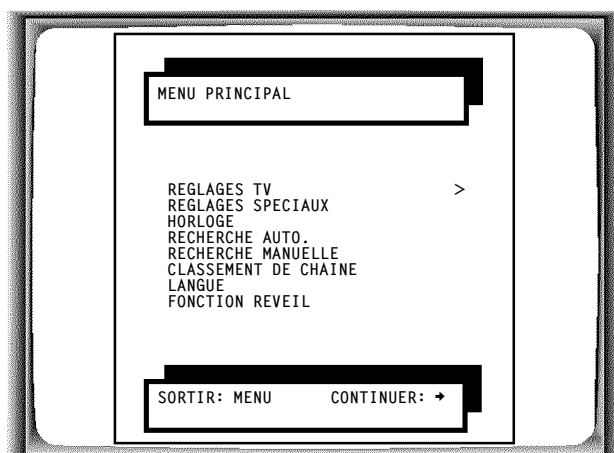 MENU PRINCIPAL
REGLAGES TV >
REGLAGES SPECIAUX
HORLOGE
RECHERCHE AUTO.
RECHERCHE MANUELLE
CLASSEMENT DE CHAINE
LANGUE
FONCTION REVEIL
SORTIR: MENU CONTINUER: ➜